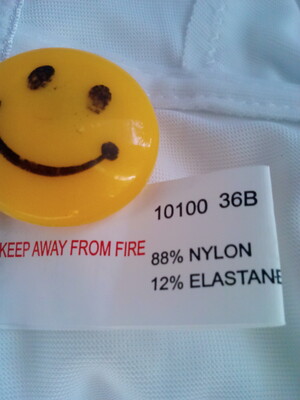 10100 36B
KEEP AWAY FROM FIRE
88% NYLON
12% ELASTANE